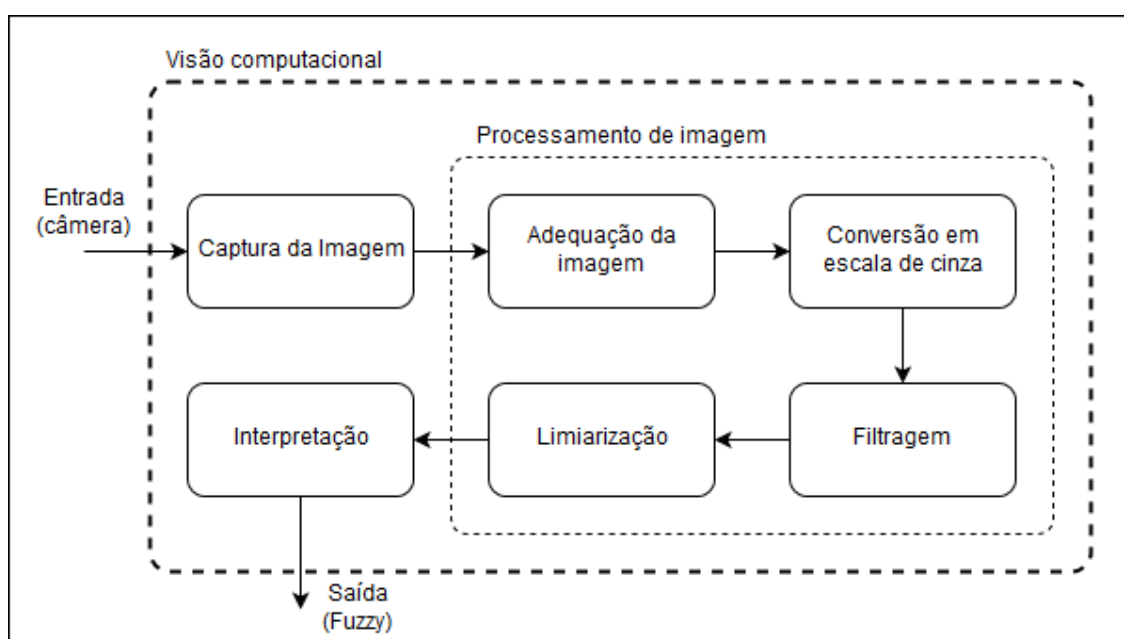 Visão computacional
Processamento de imagem
Entrada
(câmera)
Captura da Imagem
Adequação da
imagem
Conversão em
escala de cinza
Interpretação
Limiarização
Filtragem
Saída
(Fuzzy)